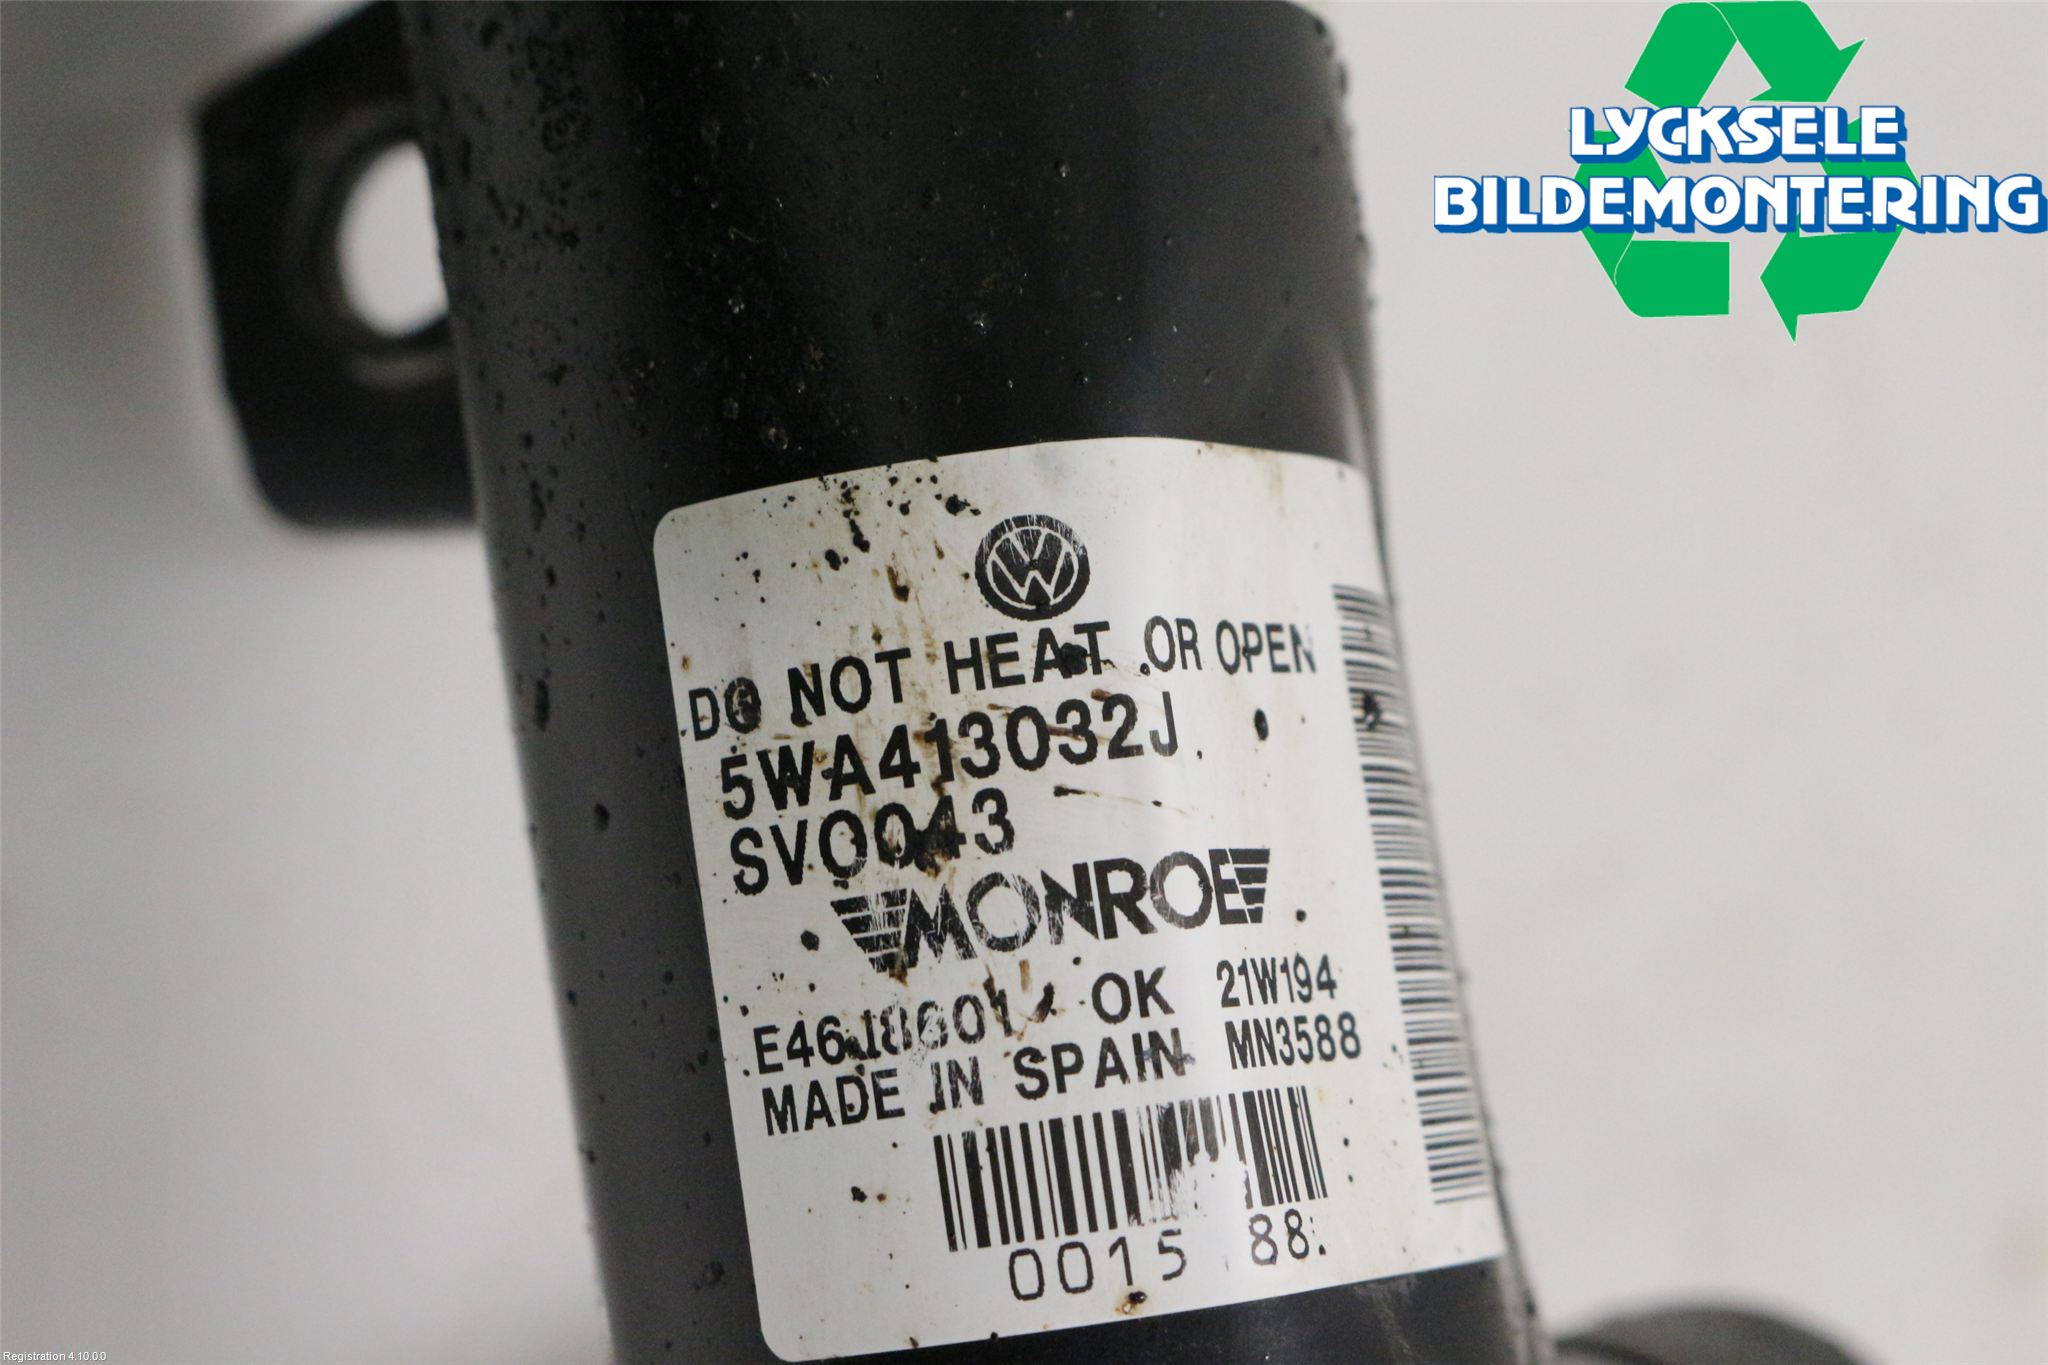 LYCKSELE
BILDEMONTERING
DO NOT HEAT OR OPEN
5WA413032J
SV0043
MONROE
OK 21W194
MADE IN SPAIN MN3588
0015 88
Registration 4.10.0.0